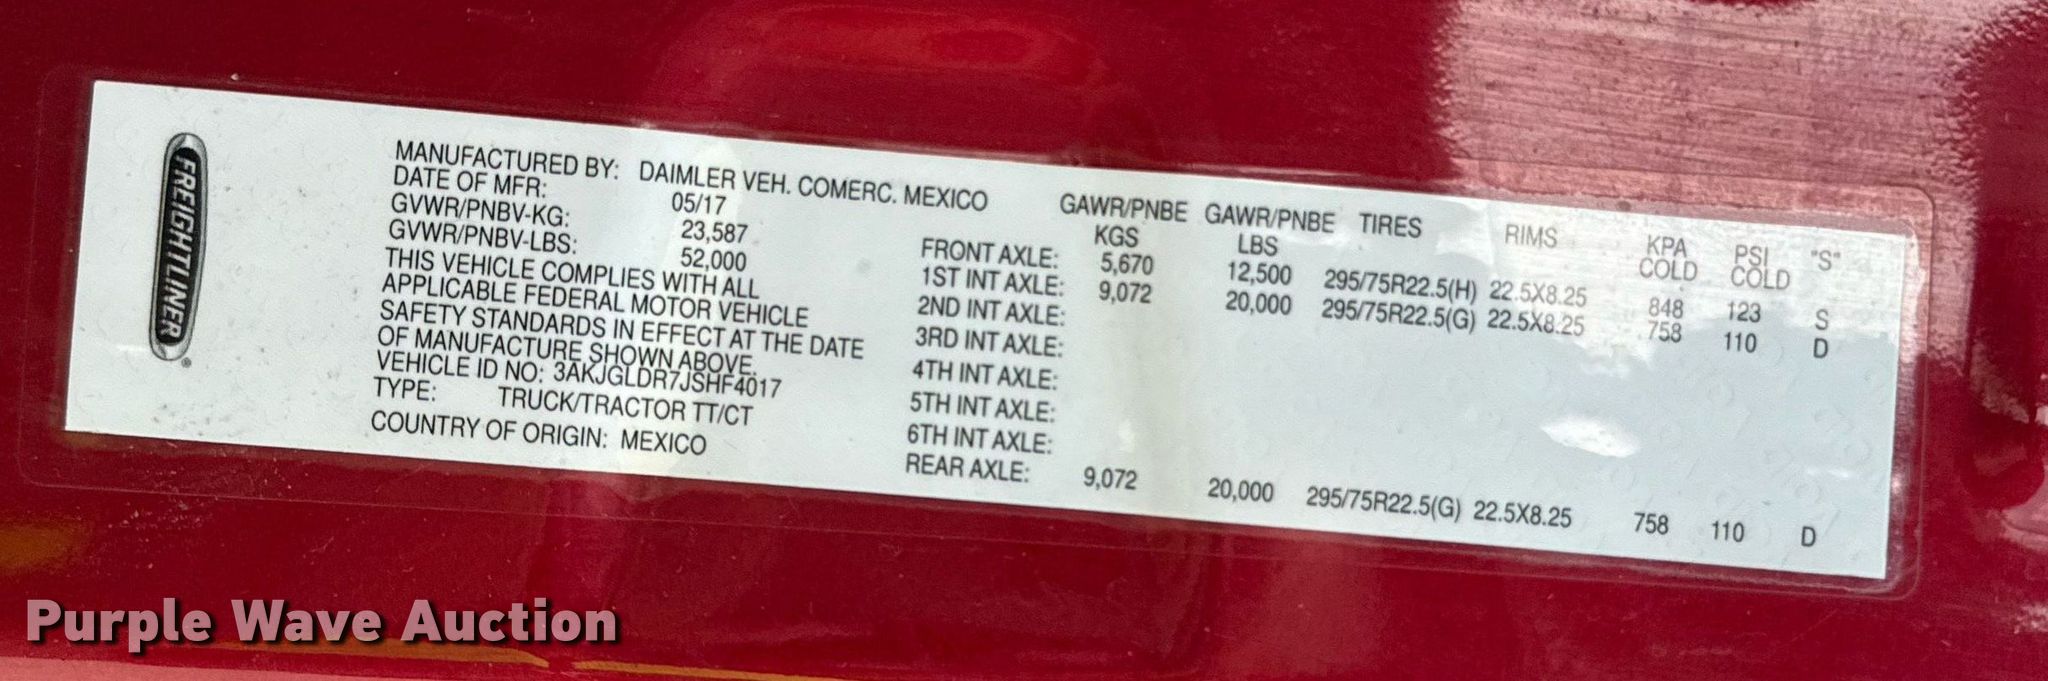 FREIGHTLINER
MANUFACTURED BY: DAIMLER VEH. COMERC. MEXICO
DATE OF MFR: 05/17
GVWR/PNBV-KG: 23,587
GVWR/PNBV-LBS: 52,000
THIS VEHICLE COMPLIES WITH ALL
APPLICABLE FEDERAL MOTOR VEHICLE
SAFETY STANDARDS IN EFFECT AT THE DATE
OF MANUFACTURE SHOWN ABOVE.
VEHICLE ID NO: 3AKJGLDR7JSHF4017
TYPE: TRUCK/TRACTOR TT/CT
COUNTRY OF ORIGIN: MEXICO
GAWR/PNBE GAWR/PNBE TIRES RIMS KPA PSI "S"
KGS LBS COLD COLD
FRONT AXLE: 5,670 12,500 295/75R22.5(H) 22.5X8.25 848 123 S
1ST INT AXLE: 9,072 20,000 295/75R22.5(G) 22.5X8.25 758 110 D
2ND INT AXLE:
3RD INT AXLE:
4TH INT AXLE:
5TH INT AXLE:
6TH INT AXLE:
REAR AXLE: 9,072 20,000 295/75R22.5(G) 22.5X8.25 758 110 D
Purple Wave Auction